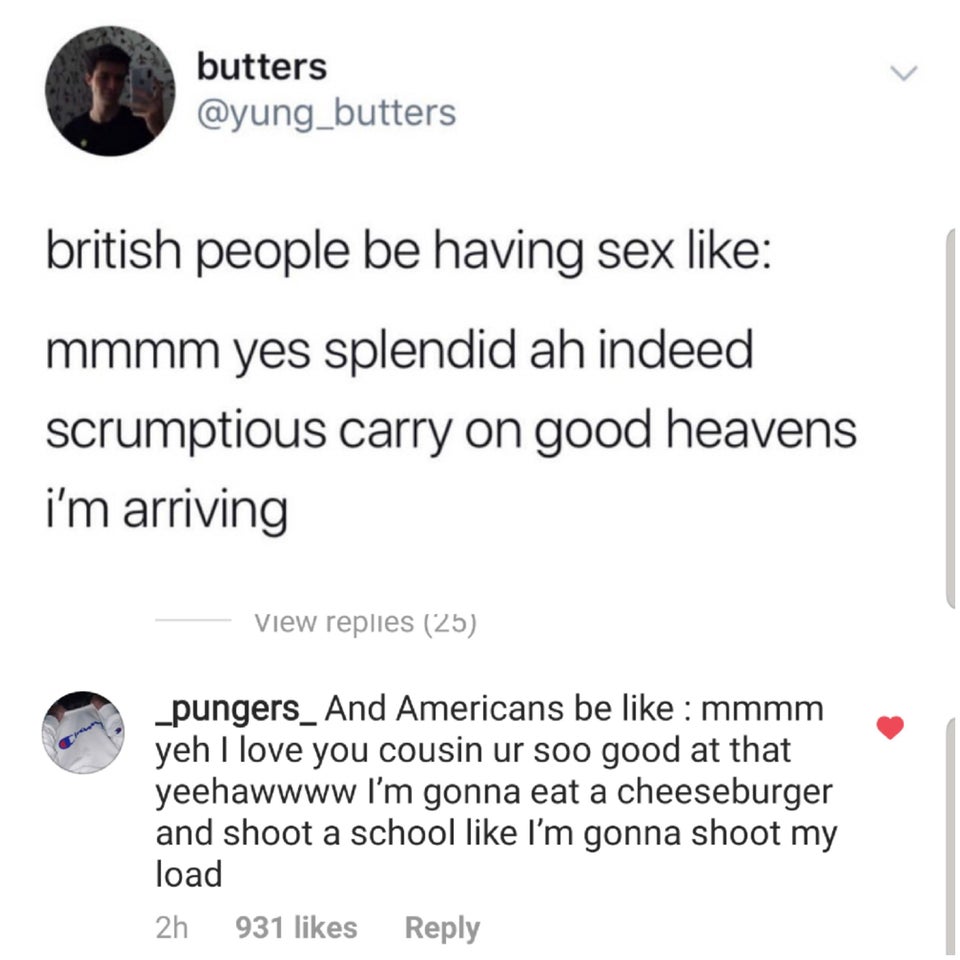 butters
@yung_butters
british people be having sex like:
mmmm yes splendid ah indeed
scrumptious carry on good heavens
i'm arriving
View replies (25)
_pungers_ And Americans be like : mmmm
yeh I love you cousin ur soo good at that
yeehawwww I'm gonna eat a cheeseburger
and shoot a school like I'm gonna shoot my
load
2h 931 likes Reply